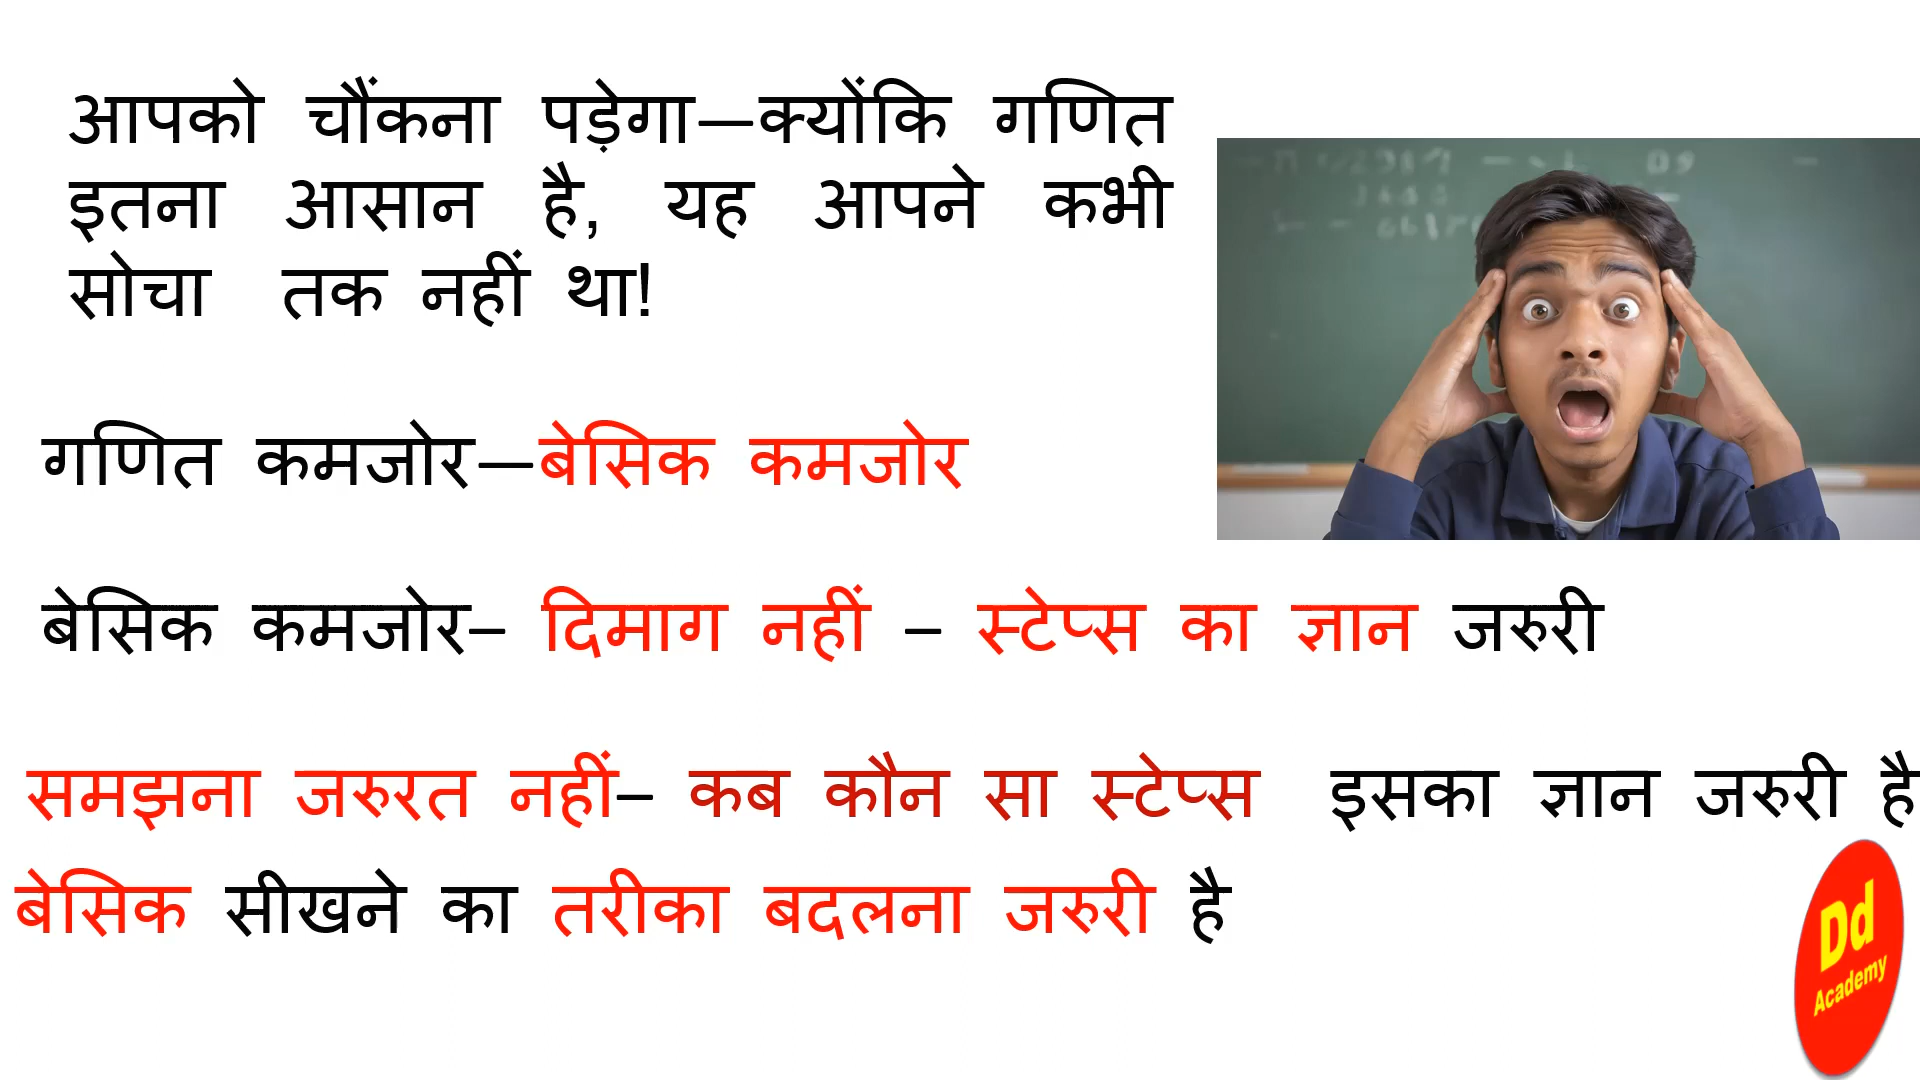 आपको चौंकना पड़ेगा—क्योंकि गणित
इतना आसान है, यह आपने कभी
सोचा तक नहीं था!
गणित कमजोर—बेसिक कमजोर
बेसिक कमजोर– दिमाग नहीं – स्टेप्स का ज्ञान जरुरी
समझना जरुरत नहीं– कब कौन सा स्टेप्स इसका ज्ञान जरुरी है
बेसिक सीखने का तरीका बदलना जरुरी है
Dd
Academy